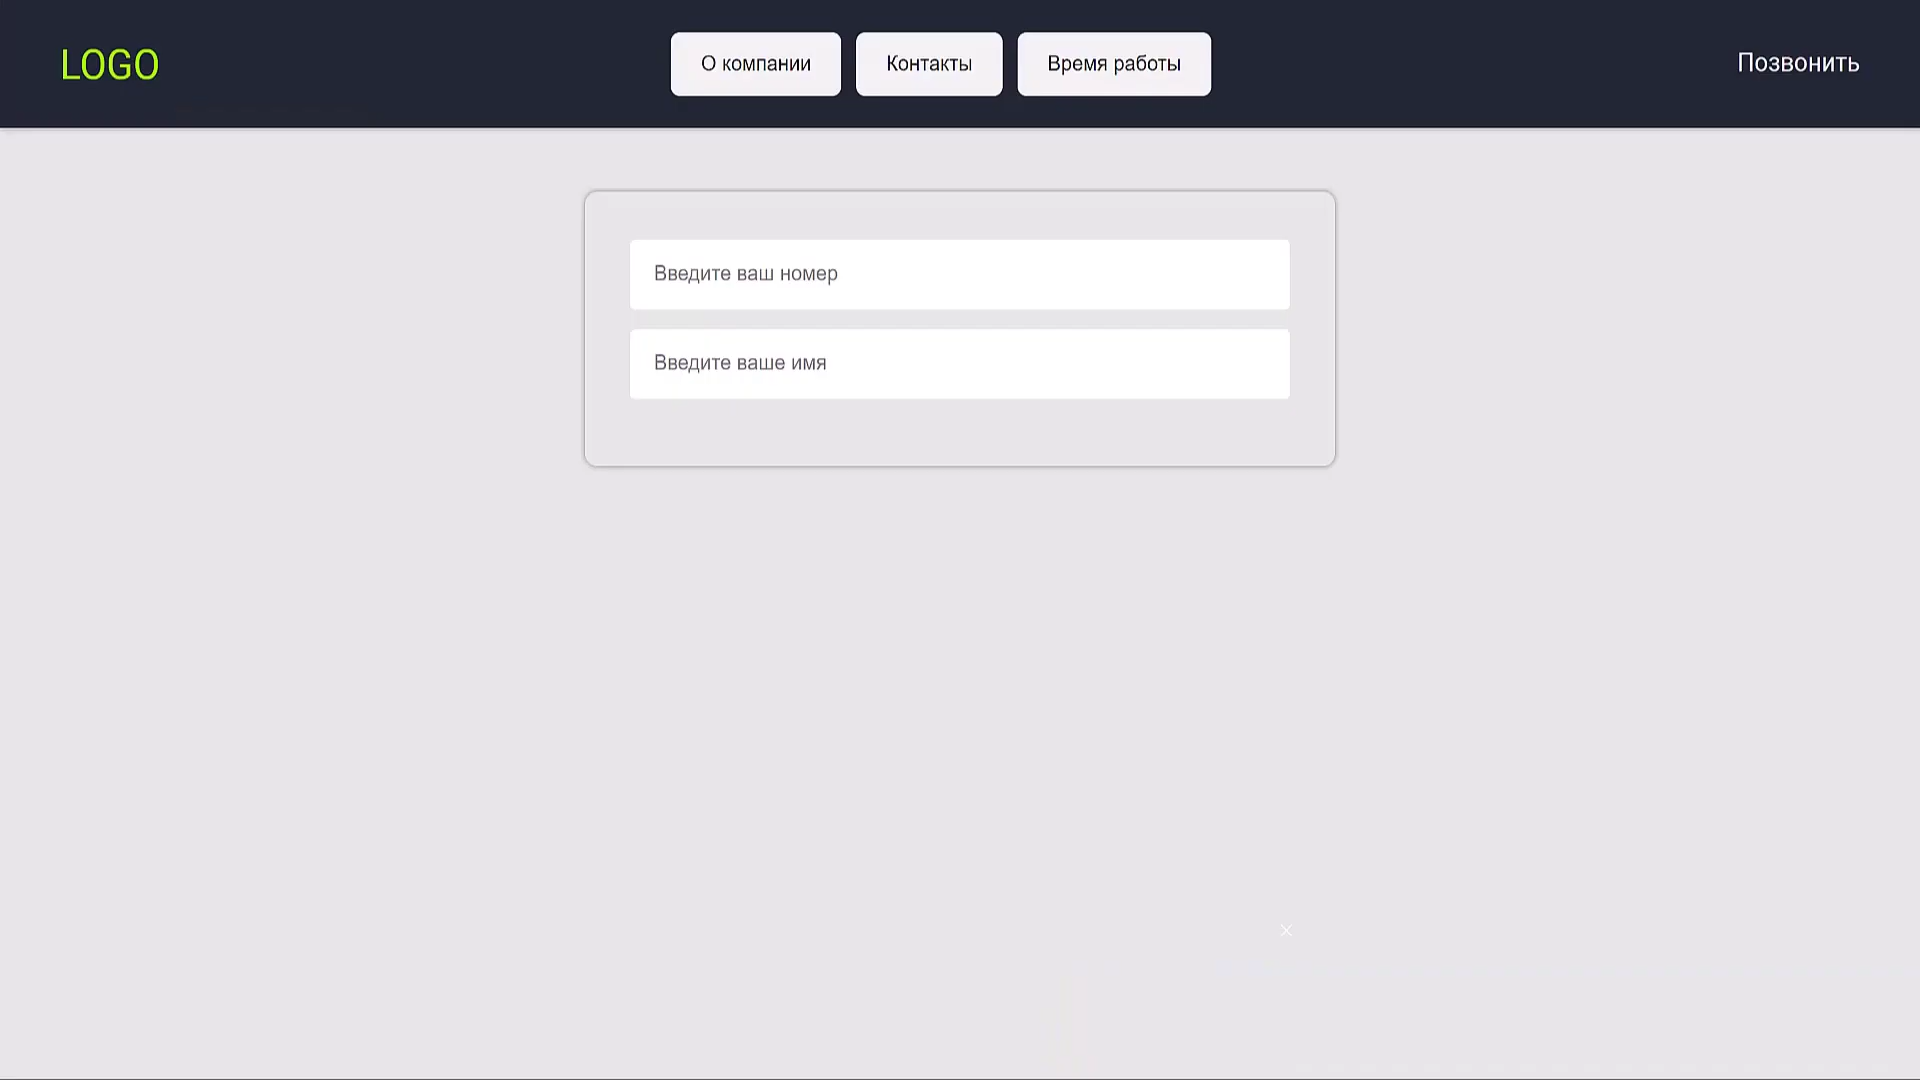 LOGO
О компании
Контакты
Время работы
Позвонить
Введите ваш номер
Введите ваше имя